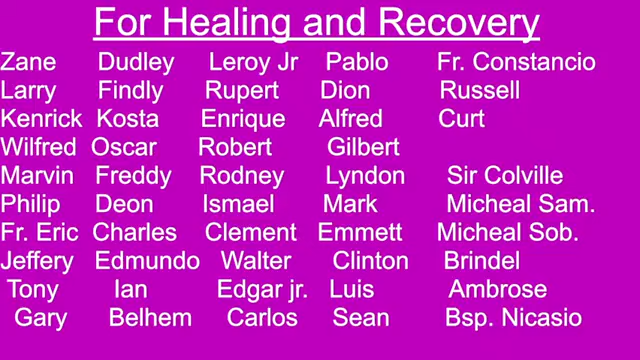 For Healing and Recovery
Zane Dudley Leroy Jr Pablo Fr. Constancio
Larry Findly Rupert Dion Russell
Kenrick Kosta Enrique Alfred Curt
Wilfred Oscar Robert Gilbert
Marvin Freddy Rodney Lyndon Sir Colville
Philip Deon Ismael Mark Micheal Sam.
Fr. Eric Charles Clement Emmett Micheal Sob.
Jeffery Edmundo Walter Clinton Brindel
Tony Ian Edgar jr. Luis Ambrose
Gary Belhem Carlos Sean Bsp. Nicasio